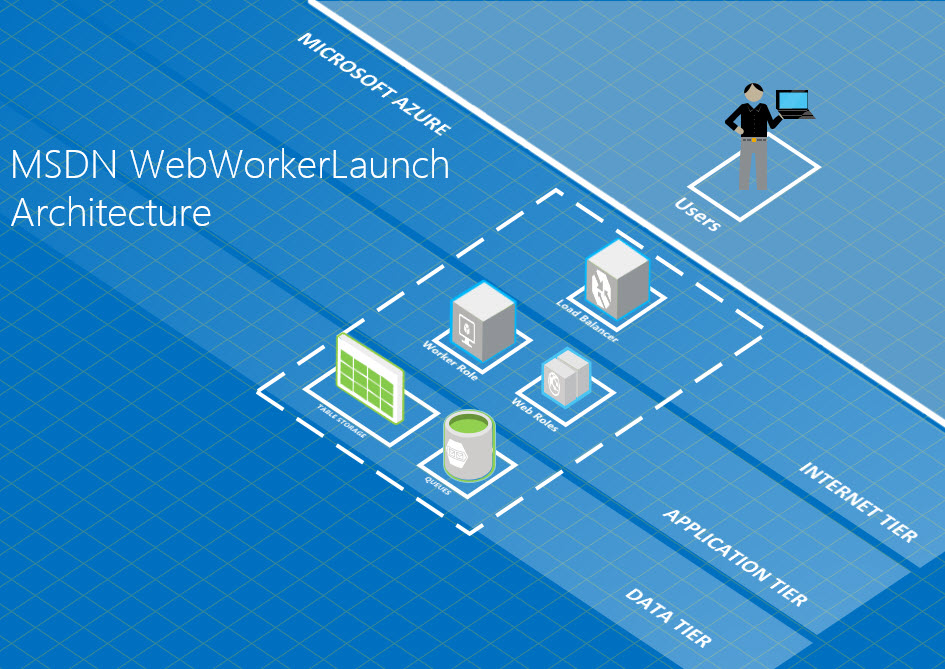 MICROSOFT AZURE
MSDN WebWorkerLaunch
Architecture
Users
Load Balancer
Worker Role
Web Roles
TABLE STORAGE
QUEUES
INTERNET TIER
APPLICATION TIER
DATA TIER